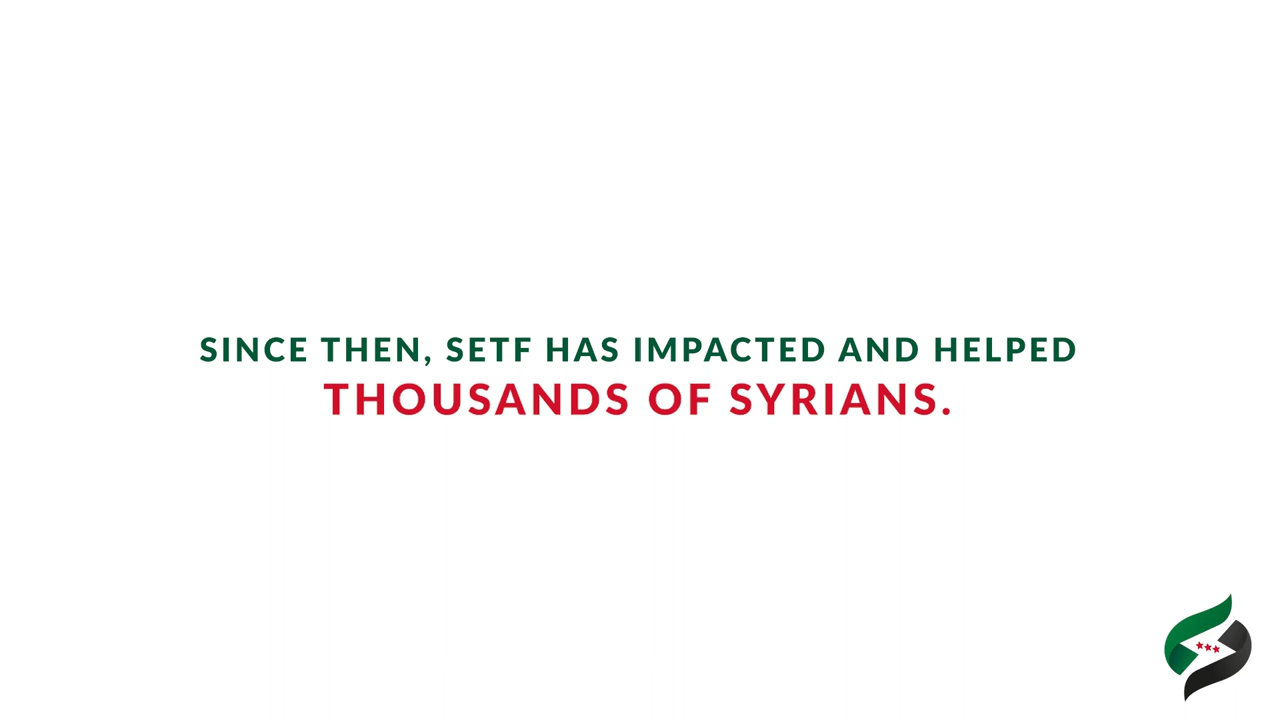 SINCE THEN, SETF HAS IMPACTED AND HELPED
THOUSANDS OF SYRIANS.